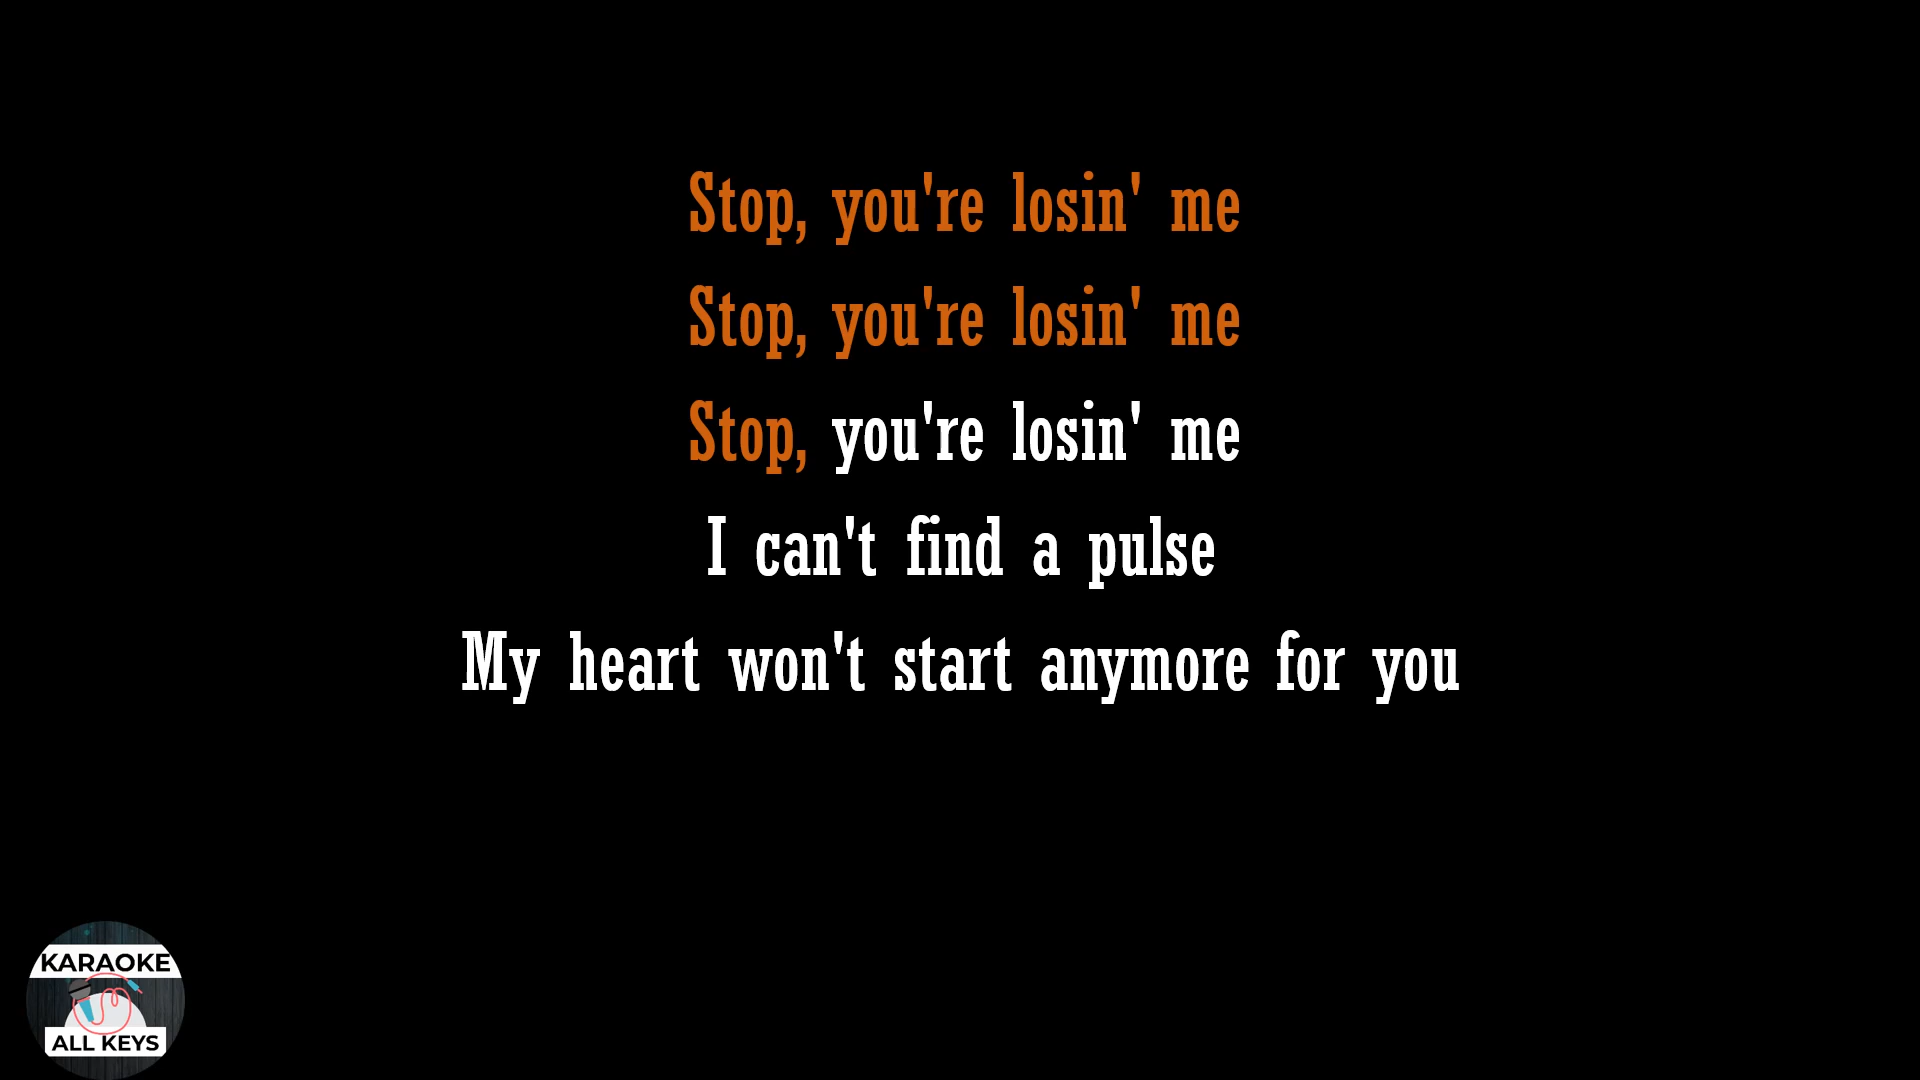 Stop, you're losin' me
Stop, you're losin' me
Stop, you're losin' me
I can't find a pulse
My heart won't start anymore for you
KARAOKE
ALL KEYS